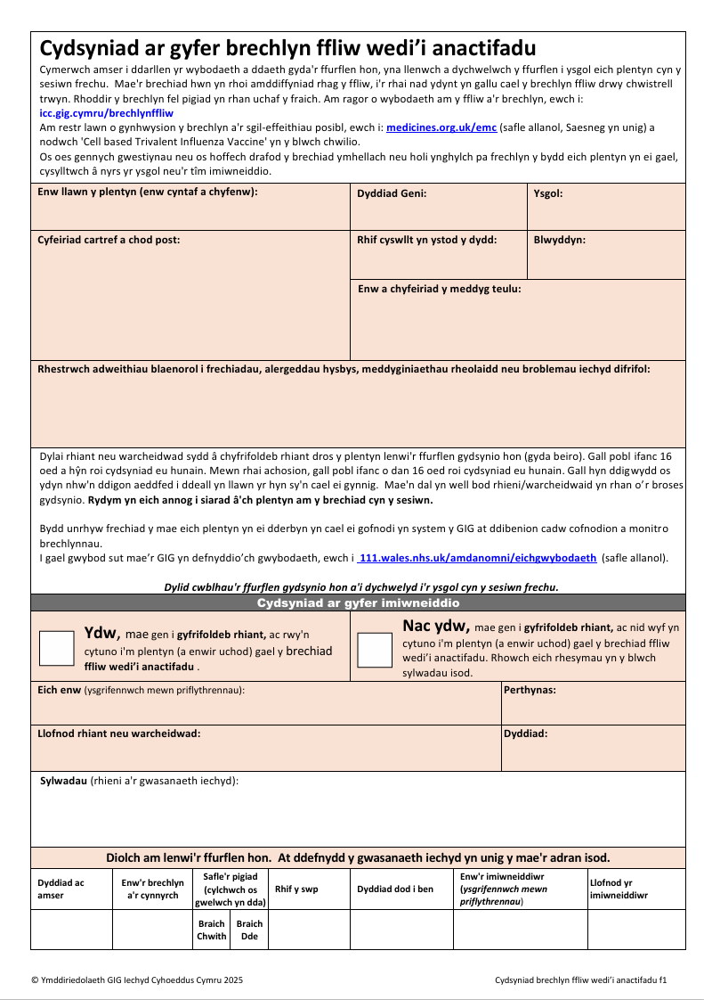 Cydsyniad ar gyfer brechlyn ffliw wedi’i anactifadu
Cymerwch amser i ddarllen yr wybodaeth a ddaeth gyda'r ffurflen hon, yna llenwch a dychwelwch y ffurflen i ysgol eich plentyn cyn y
sesiwn frechu.  Mae'r brechiad hwn yn rhoi amddiffyniad rhag y ffliw, i'r rhai nad ydynt yn gallu cael y brechlyn ffliw drwy chwistrell
trwyn. Rhoddir y brechlyn fel pigiad yn rhan uchaf y fraich. Am ragor o wybodaeth am y ffliw a'r brechlyn, ewch i:
icc.gig.cymru/brechlynffliw
Am restr lawn o gynhwysion y brechlyn a'r sgil-effeithiau posibl, ewch i: medicines.org.uk/emc (safle allanol, Saesneg yn unig) a
nodwch 'Cell based Trivalent Influenza Vaccine' yn y blwch chwilio.
Os oes gennych gwestiynau neu os hoffech drafod y brechiad ymhellach neu holi ynghylch pa frechlyn y bydd eich plentyn yn ei gael,
cysylltwch â nyrs yr ysgol neu'r tîm imiwneiddio.
Enw llawn y plentyn (enw cyntaf a chyfenw):
Dyddiad Geni:
Ysgol:
Cyfeiriad cartref a chod post:
Rhif cyswllt yn ystod y dydd:
Blwyddyn:
Enw a chyfeiriad y meddyg teulu:
Rhestrwch adweithiau blaenorol i frechiadau, alergeddau hysbys, meddyginiaethau rheolaidd neu broblemau iechyd difrifol:
Dylai rhiant neu warcheidwad sydd â chyfrifoldeb rhiant dros y plentyn lenwi'r ffurflen gydsynio hon (gyda beiro). Gall pobl ifanc 16
oed a hŷn roi cydsyniad eu hunain. Mewn rhai achosion, gall pobl ifanc o dan 16 oed roi cydsyniad eu hunain. Gall hyn ddigwydd os
ydyn nhw'n ddigon aeddfed i ddeall yn llawn yr hyn sy'n cael ei gynnig.  Mae'n dal yn well bod rhieni/warcheidwaid yn rhan o’r broses
gydsynio. Rydym yn eich annog i siarad â'ch plentyn am y brechiad cyn y sesiwn.
Bydd unrhyw frechiad y mae eich plentyn yn ei dderbyn yn cael ei gofnodi yn system y GIG at ddibenion cadw cofnodion a monitro
brechlynnau.
I gael gwybod sut mae’r GIG yn defnyddio’ch gwybodaeth, ewch i 111.wales.nhs.uk/amdanomni/eichgwybodaeth (safle allanol).
Dylid cwblhau'r ffurflen gydsynio hon a'i dychwelyd i'r ysgol cyn y sesiwn frechu.
Cydsyniad ar gyfer imiwneiddio
Ydw, mae gen i gyfrifoldeb rhiant, ac rwy'n
cytuno i'm plentyn (a enwir uchod) gael y brechiad
ffliw wedi’i anactifadu .
Nac ydw, mae gen i gyfrifoldeb rhiant, ac nid wyf yn
cytuno i'm plentyn (a enwir uchod) gael y brechiad ffliw
wedi’i anactifadu. Rhowch eich rhesymau yn y blwch
sylwadau isod.
Eich enw (ysgrifennwch mewn priflythrennau):
Perthynas:
Llofnod rhiant neu warcheidwad:
Dyddiad:
Sylwadau (rhieni a'r gwasanaeth iechyd):
Diolch am lenwi'r ffurflen hon.  At ddefnydd y gwasanaeth iechyd yn unig y mae'r adran isod.
Dyddiad ac
amser
Enw'r brechlyn
a'r cynnyrch
Safle'r pigiad
(cylchwch os
gwelwch yn dda)
Rhif y swp
Dyddiad dod i ben
Enw'r imiwneiddiwr
(ysgrifennwch mewn
priflythrennau)
Llofnod yr
imiwneiddiwr
Braich
Chwith
Braich
Dde
© Ymddiriedolaeth GIG Iechyd Cyhoeddus Cymru 2025
Cydsyniad brechlyn ffliw wedi’i anactifadu f1